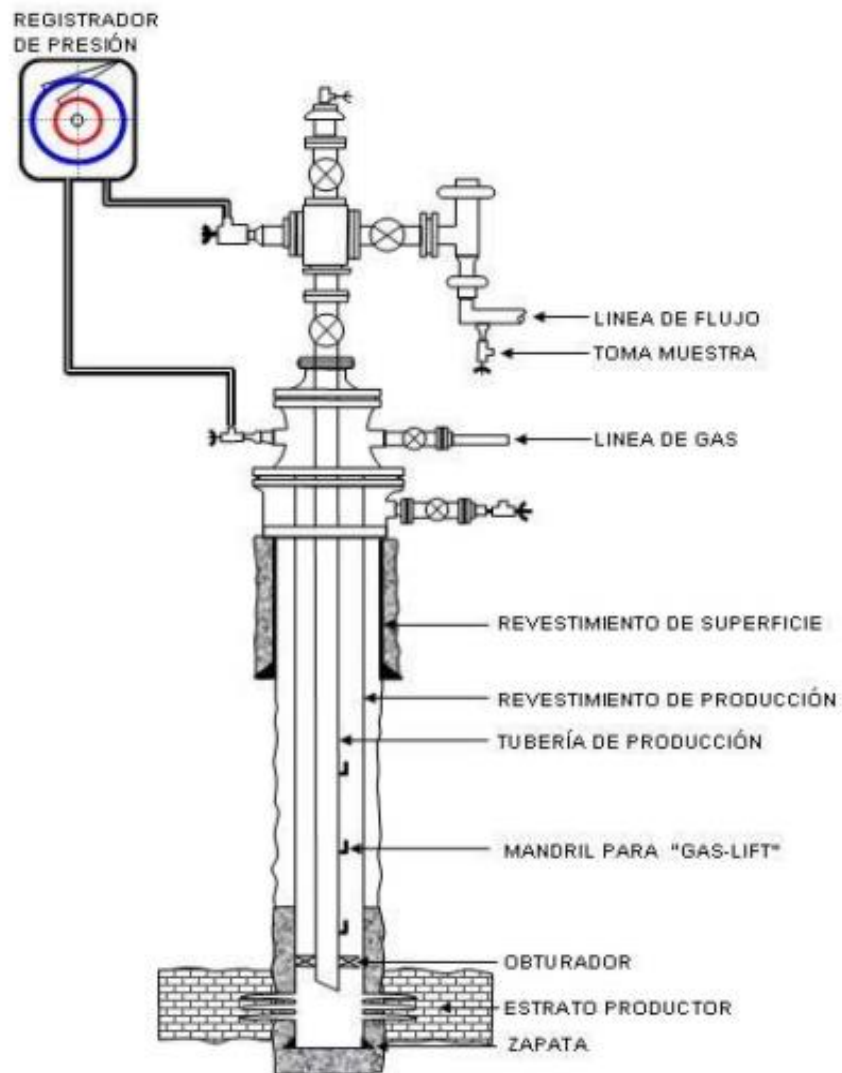 REGISTRADOR
DE PRESIÓN
LINEA DE FLUJO
TOMA MUESTRA
LINEA DE GAS
REVESTIMIENTO DE SUPERFICIE
REVESTIMIENTO DE PRODUCCIÓN
TUBERÍA DE PRODUCCIÓN
MANDRIL PARA "GAS-LIFT"
OBTURADOR
ESTRATO PRODUCTOR
ZAPATA